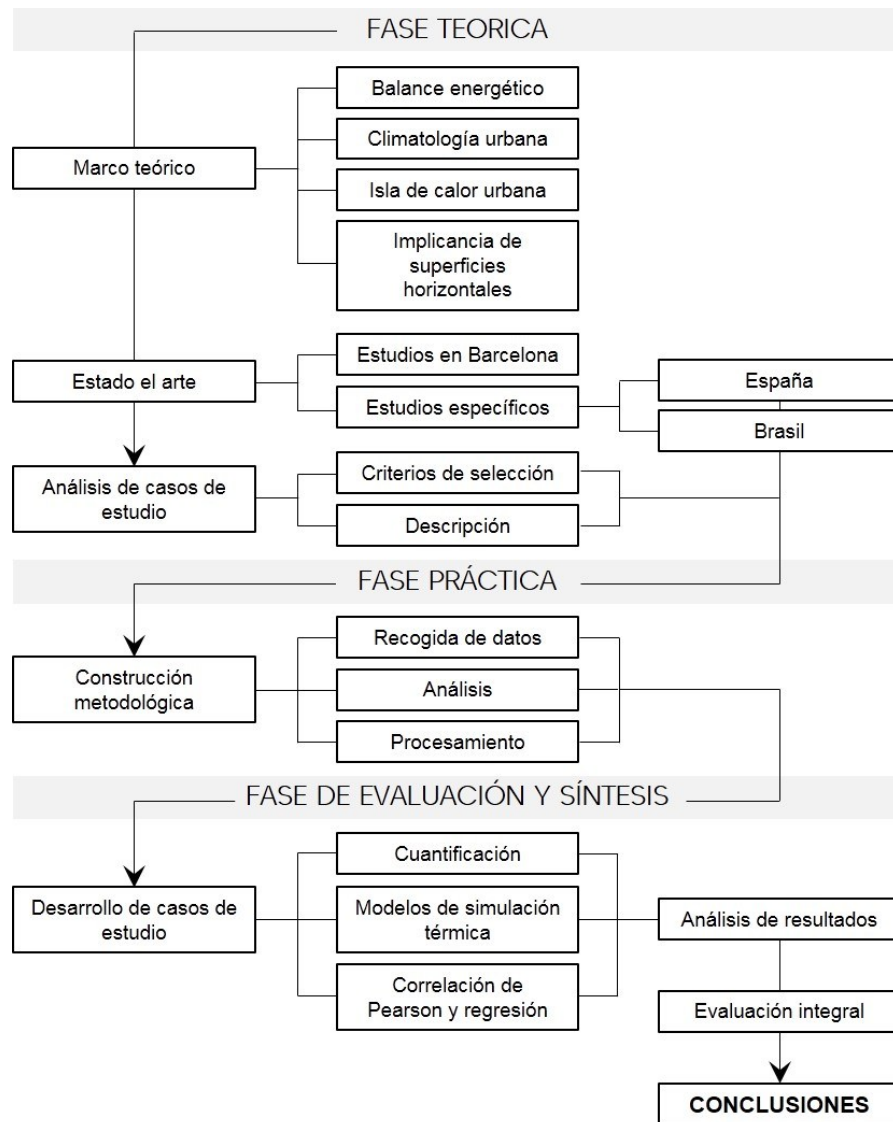 FASE TEORICA
Balance energético
Climatología urbana
Marco teórico
Isla de calor urbana
Implicancia de
superficies
horizontales
Estudios en Barcelona
Estado el arte
España
Estudios específicos
Brasil
Criterios de selección
Análisis de casos de
estudio
Descripción
FASE PRÁCTICA
Recogida de datos
Construcción
metodológica
Análisis
Procesamiento
FASE DE EVALUACIÓN Y SÍNTESIS
Cuantificación
Desarrollo de casos de
estudio
Modelos de simulación
térmica
Análisis de resultados
Correlación de
Pearson y regresión
Evaluación integral
CONCLUSIONES